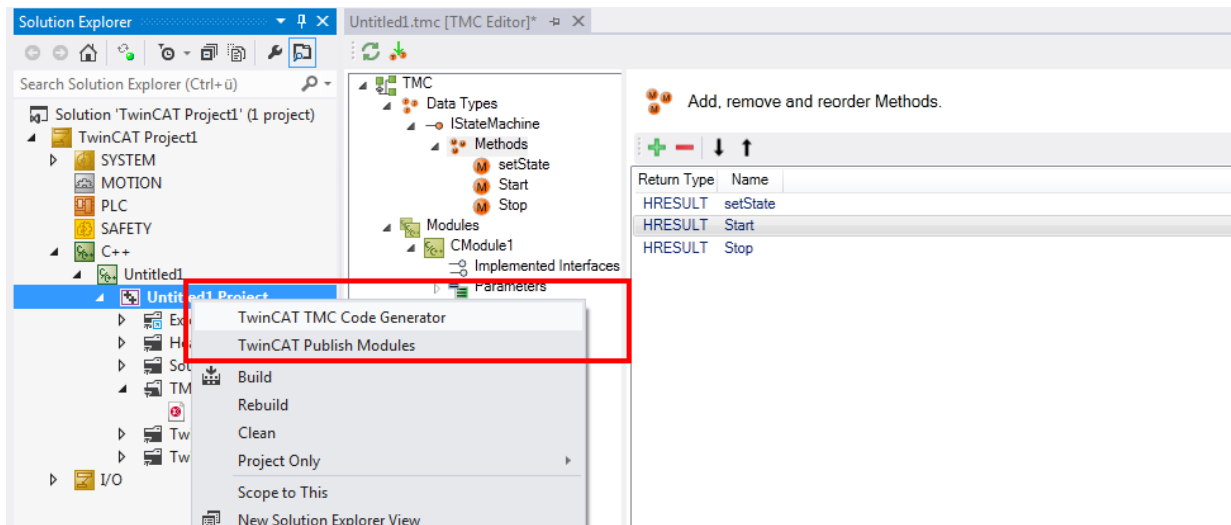 Solution Explorer
Untitled1.tmc [TMC Editor]*
Search Solution Explorer (Ctrl+ü)
Solution 'TwinCAT Project1' (1 project)
TwinCAT Project1
SYSTEM
MOTION
PLC
SAFETY
C++
Untitled1
Untitled1 Project
I/O
TMC
Data Types
IStateMachine
Methods
setState
Start
Stop
Modules
CModule1
Implemented Interfaces
Parameters
TwinCAT TMC Code Generator
TwinCAT Publish Modules
Build
Rebuild
Clean
Project Only
Scope to This
New Solution Explorer View
Add, remove and reorder Methods.
Return Type Name
HRESULT setState
HRESULT Start
HRESULT Stop